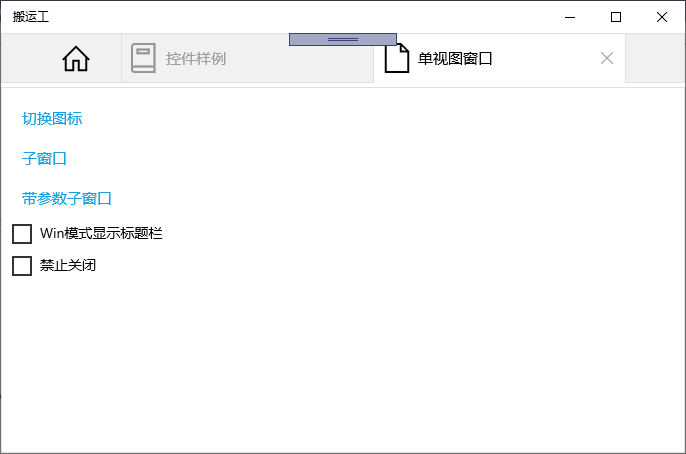 搬运工
控件样例
单视图窗口
切换图标
子窗口
带参数子窗口
Win模式显示标题栏
禁止关闭